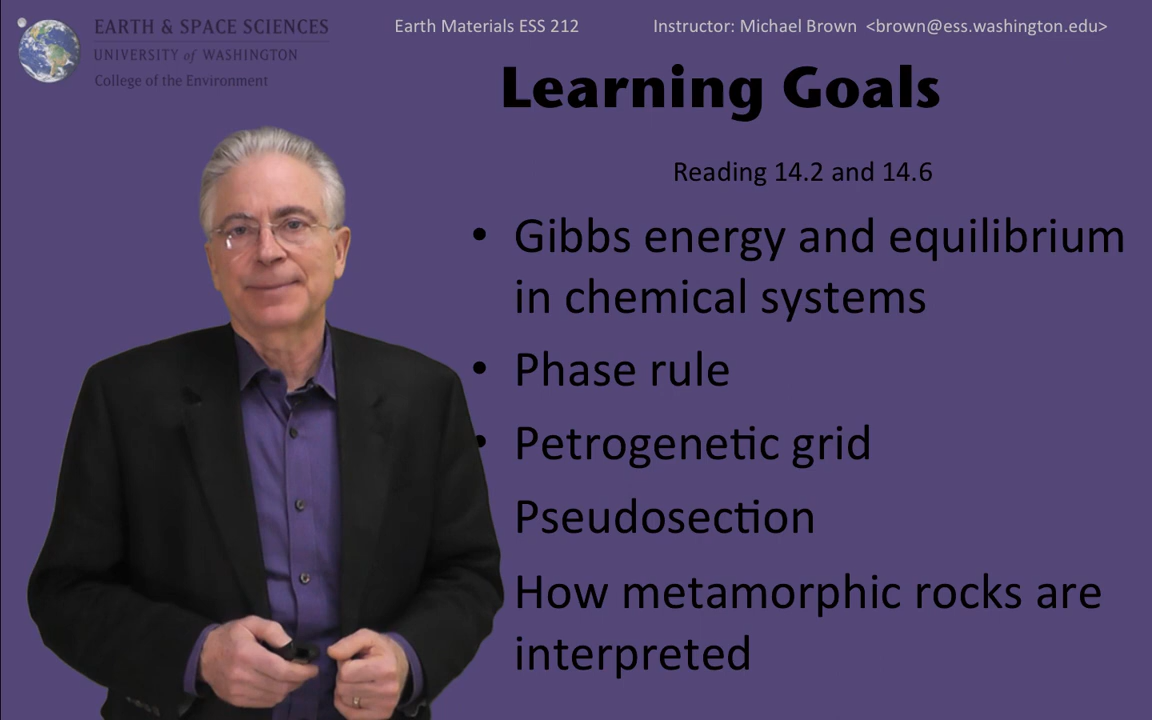 EARTH & SPACE SCIENCES
UNIVERSITY of WASHINGTON
College of the Environment
Earth Materials ESS 212
Instructor: Michael Brown <brown@ess.washington.edu>
Learning Goals
Reading 14.2 and 14.6
• Gibbs energy and equilibrium
in chemical systems
• Phase rule
• Petrogenetic grid
Pseudosection
How metamorphic rocks are
interpreted